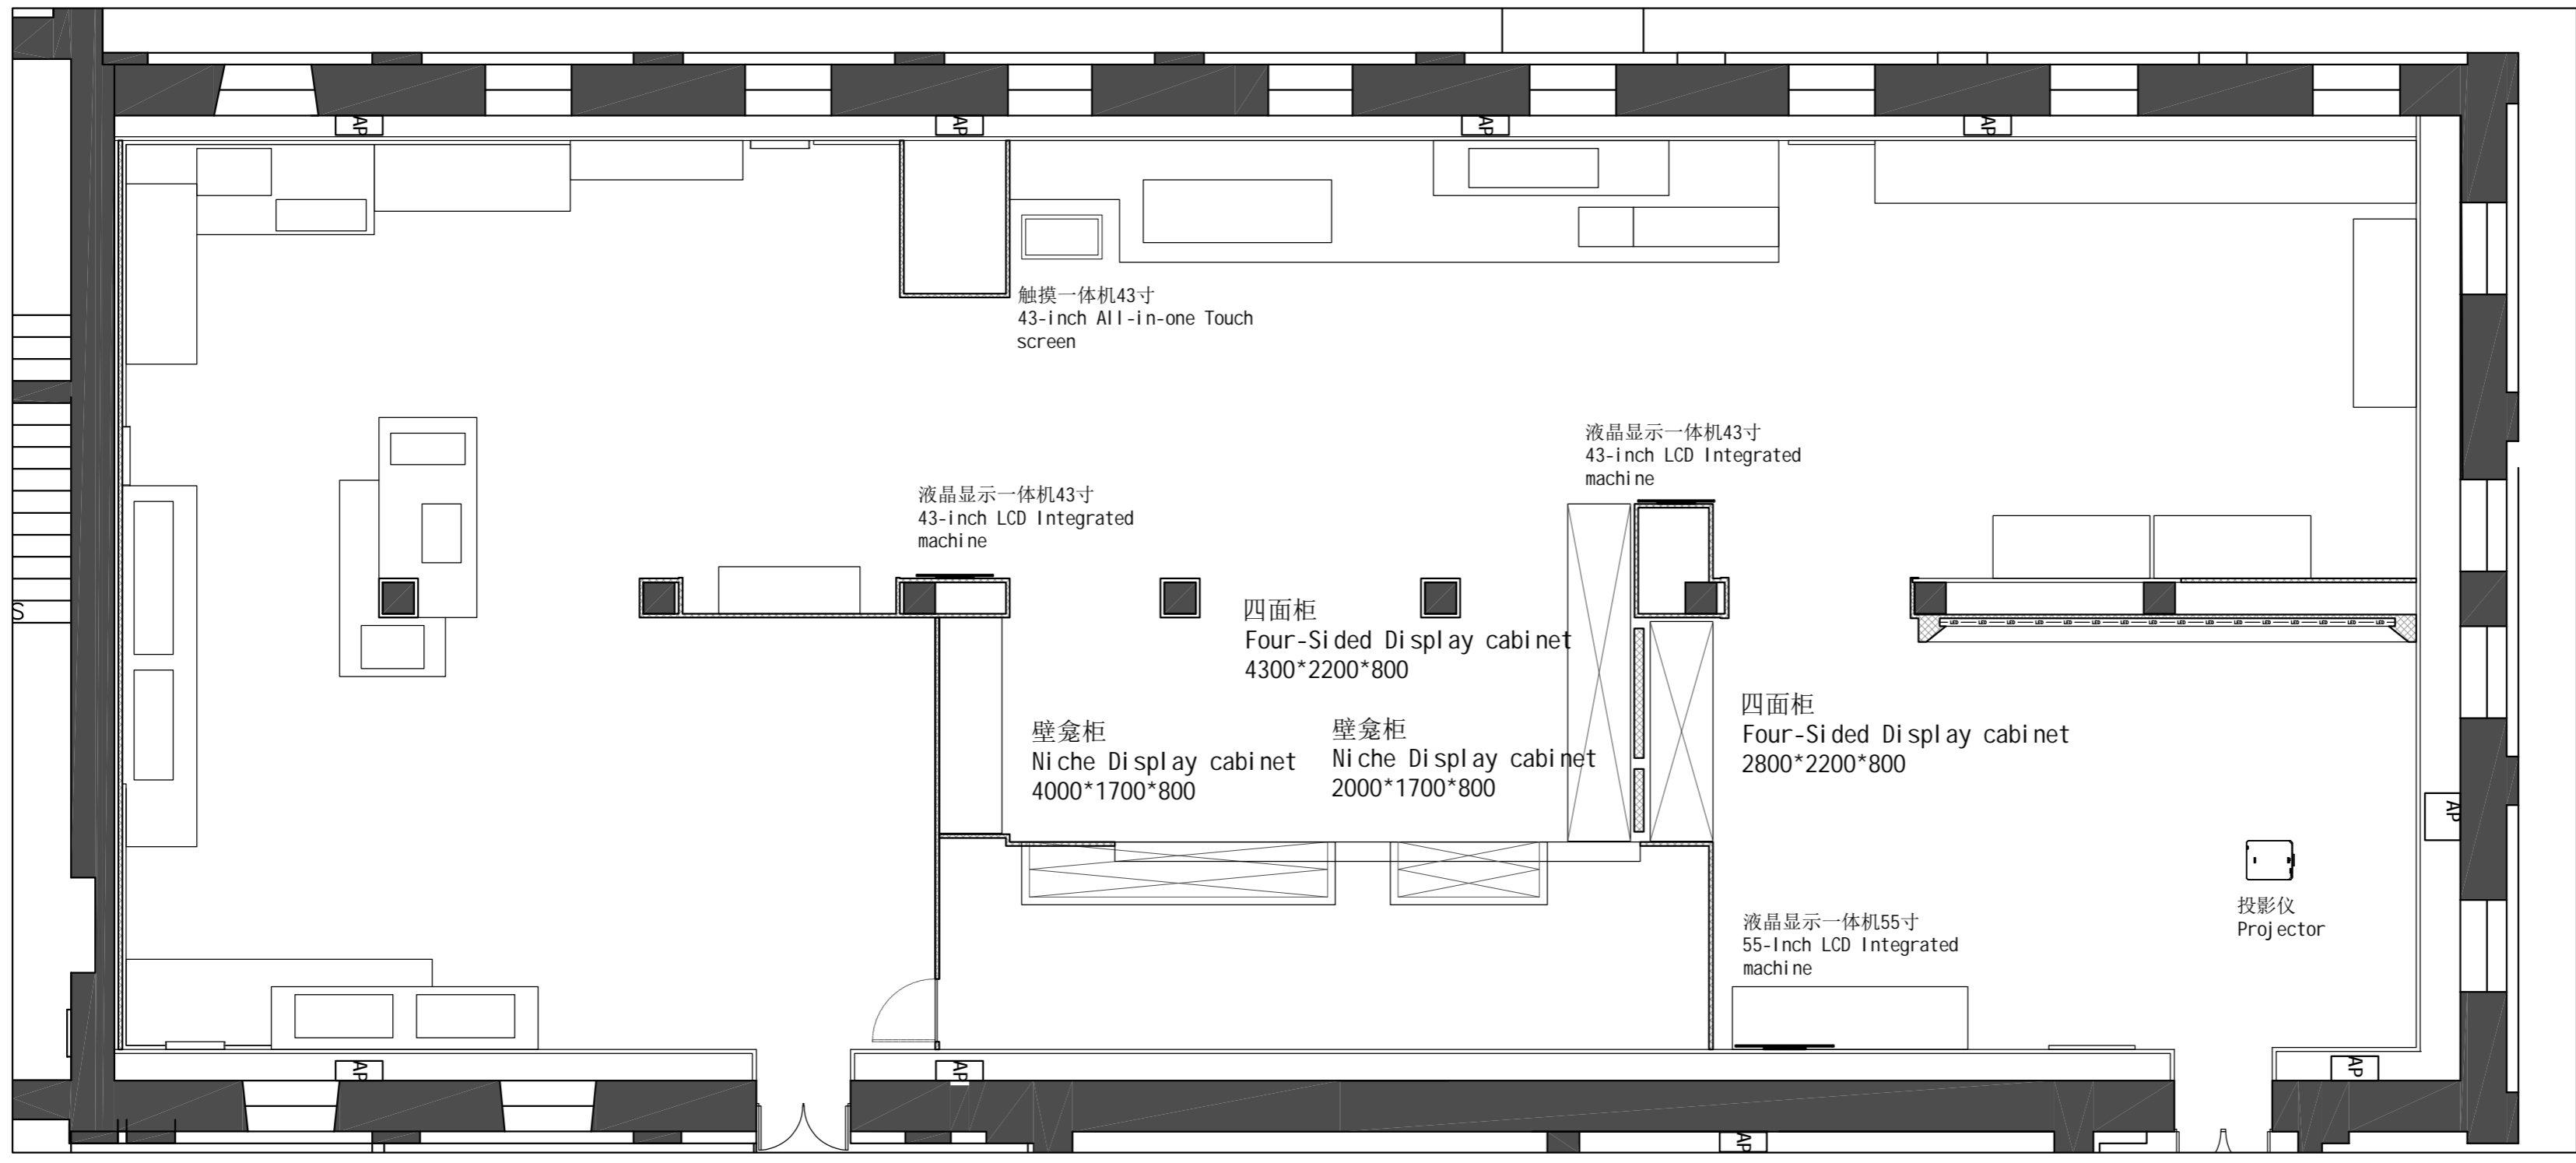 AP
AP
AP
AP
触摸一体机43寸
43-inch All-in-one Touch
screen
液晶显示一体机43寸
43-inch LCD Integrated
machine
液晶显示一体机43寸
43-inch LCD Integrated
machine
S
四面柜
Four-Sided Display cabinet
4300*2200*800
四面柜
Four-Sided Display cabinet
2800*2200*800
壁龛柜
Niche Display cabinet
4000*1700*800
壁龛柜
Niche Display cabinet
2000*1700*800
AP
投影仪
Projector
液晶显示一体机55寸
55-Inch LCD Integrated
machine
AP
AP
AP
AP